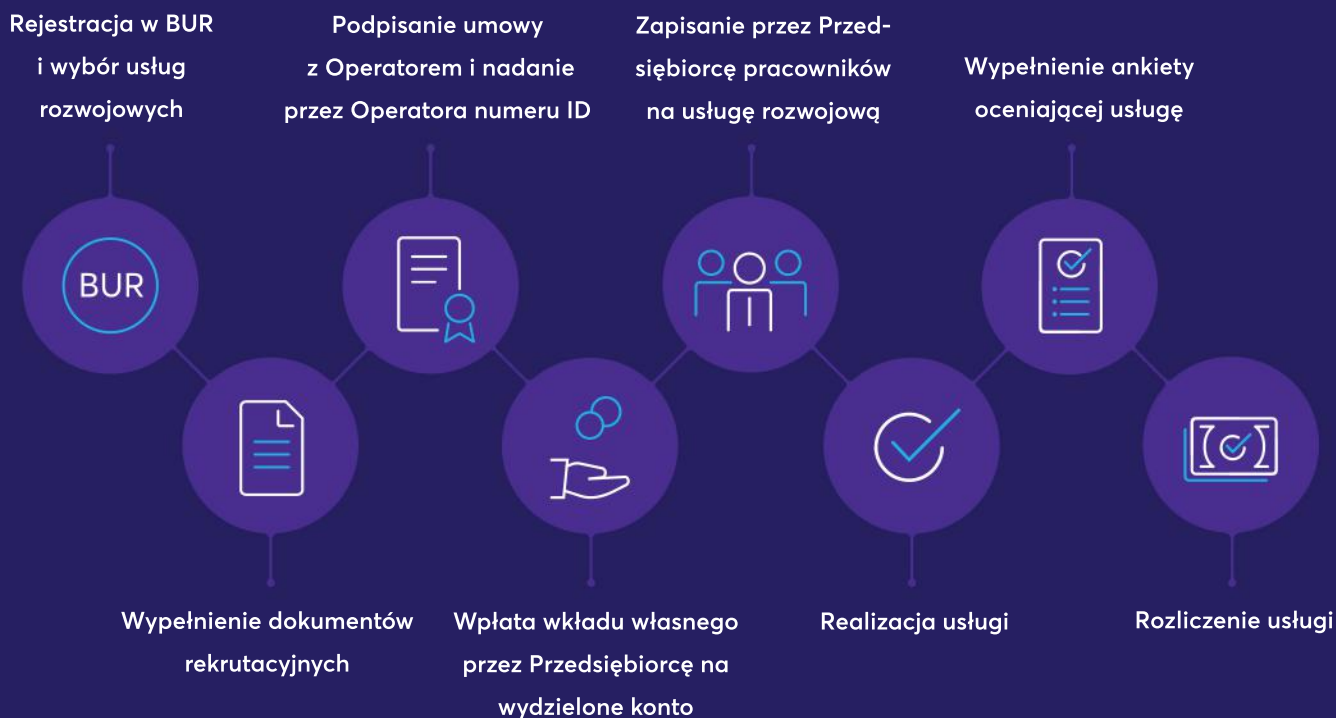 Rejestracja w BUR
i wybór usług
rozwojowych
BUR
Wypełnienie dokumentów
rekrutacyjnych
Podpisanie umowy
z Operatorem i nadanie
przez Operatora numeru ID
Wpłata wkładu własnego
przez Przedsiębiorcę na
wydzielone konto
Zapisanie przez Przed-
siębiorcę pracowników
na usługę rozwojową
Realizacja usługi
Wypełnienie ankiety
oceniającej usługę
Rozliczenie usługi